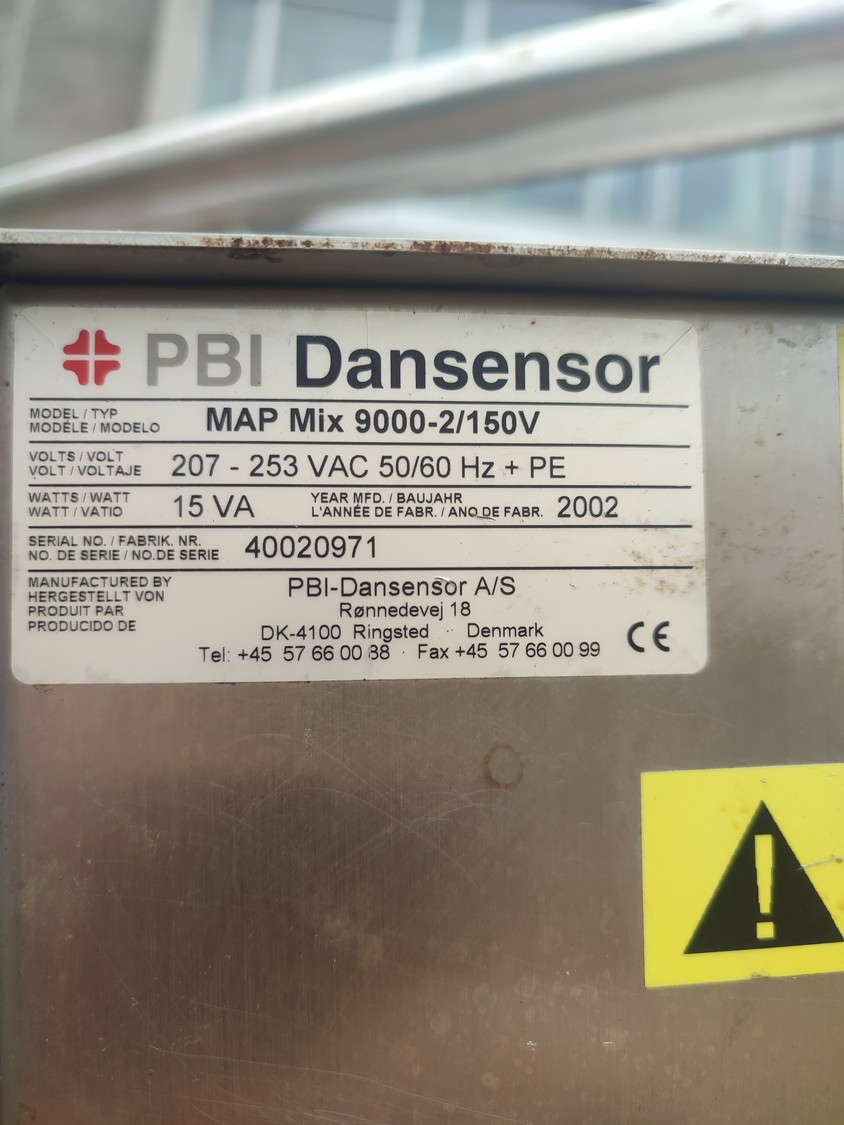 PBI Dansensor
MODEL / TYP
MODÉLE / MODELO
MAP Mix 9000-2/150V
VOLTS / VOLT
VOLT / VOLTAJE
207 - 253 VAC 50/60 Hz + PE
WATTS / WATT
WATT / VATIO
15 VA
YEAR MFD. / BAUJAHR
L'ANNÉE DE FABR. / ANO DE FABR.
2002
SERIAL NO. / FABRIK. NR.
NO. DE SERIE / NO.DE SERIE
40020971
MANUFACTURED BY
HERGESTELLT VON
PRODUIT PAR
PRODUCIDO DE
PBI-Dansensor A/S
Rønnedevej 18
DK-4100 Ringsted · Denmark
Tel: +45 57 66 00 88 · Fax +45 57 66 00 99
CE